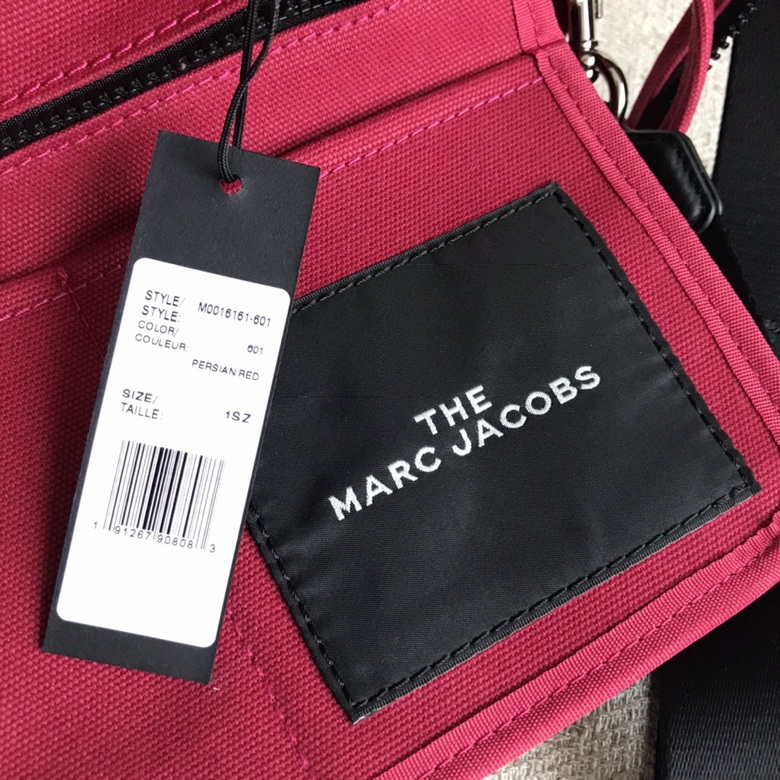 STYLE/ M0016161-601
STYLE:
COLOR/ 601
COULEUR:
PERSIAN RED
SIZE/
TAILLE: 1SZ
1 91267 90808 3
THE
MARC JACOBS